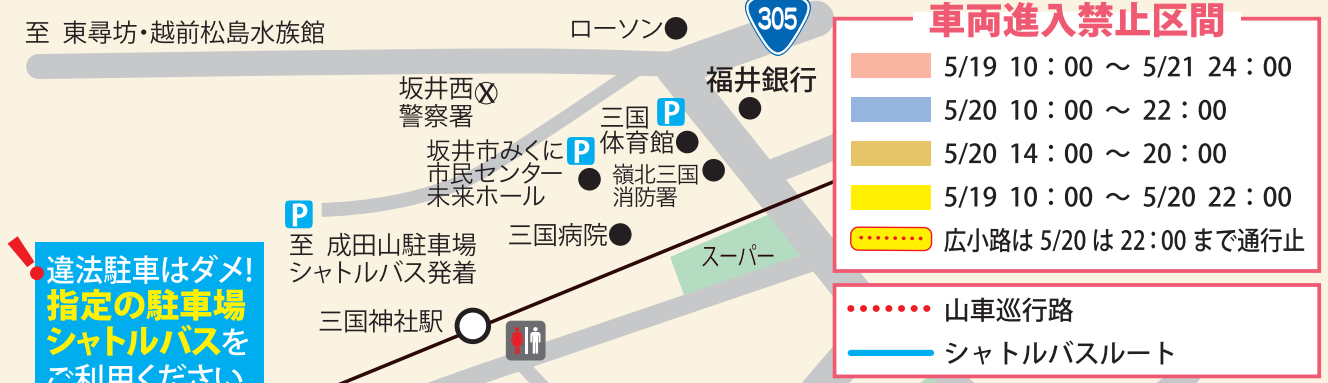 至 東尋坊・越前松島水族館
ローソン
305
坂井西
警察署
福井銀行
三国
体育館
P
坂井市みくに
市民センター
未来ホール
P
嶺北三国
消防署
P
至 成田山駐車場
シャトルバス発着
三国病院
スーパー
三国神社駅
!違法駐車はダメ!
指定の駐車場
シャトルバスを
ご利用ください
車両進入禁止区間
5/19 10：00 ～ 5/21 24：00
5/20 10：00 ～ 22：00
5/20 14：00 ～ 20：00
5/19 10：00 ～ 5/20 22：00
広小路は 5/20 は 22：00 まで通行止
山車巡行路
シャトルバスルート